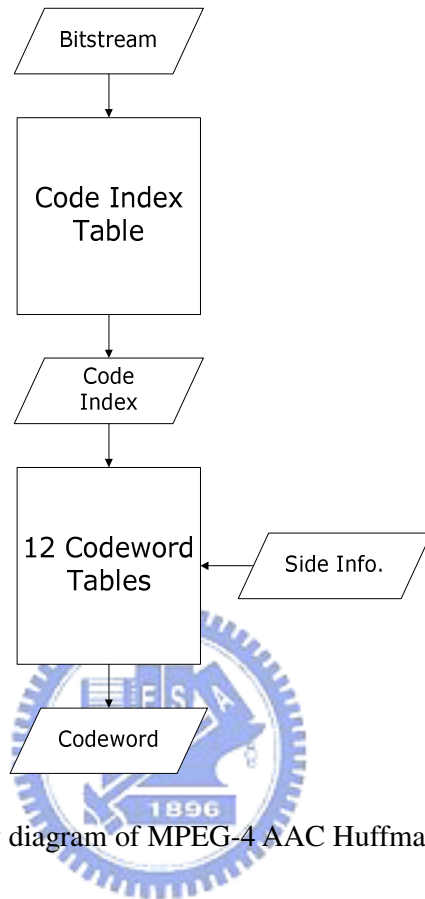 Bitstream
Code Index
Table
Code
Index
12 Codeword
Tables
Side Info.
E S A
Codeword
1896
diagram of MPEG-4 AAC Huffma